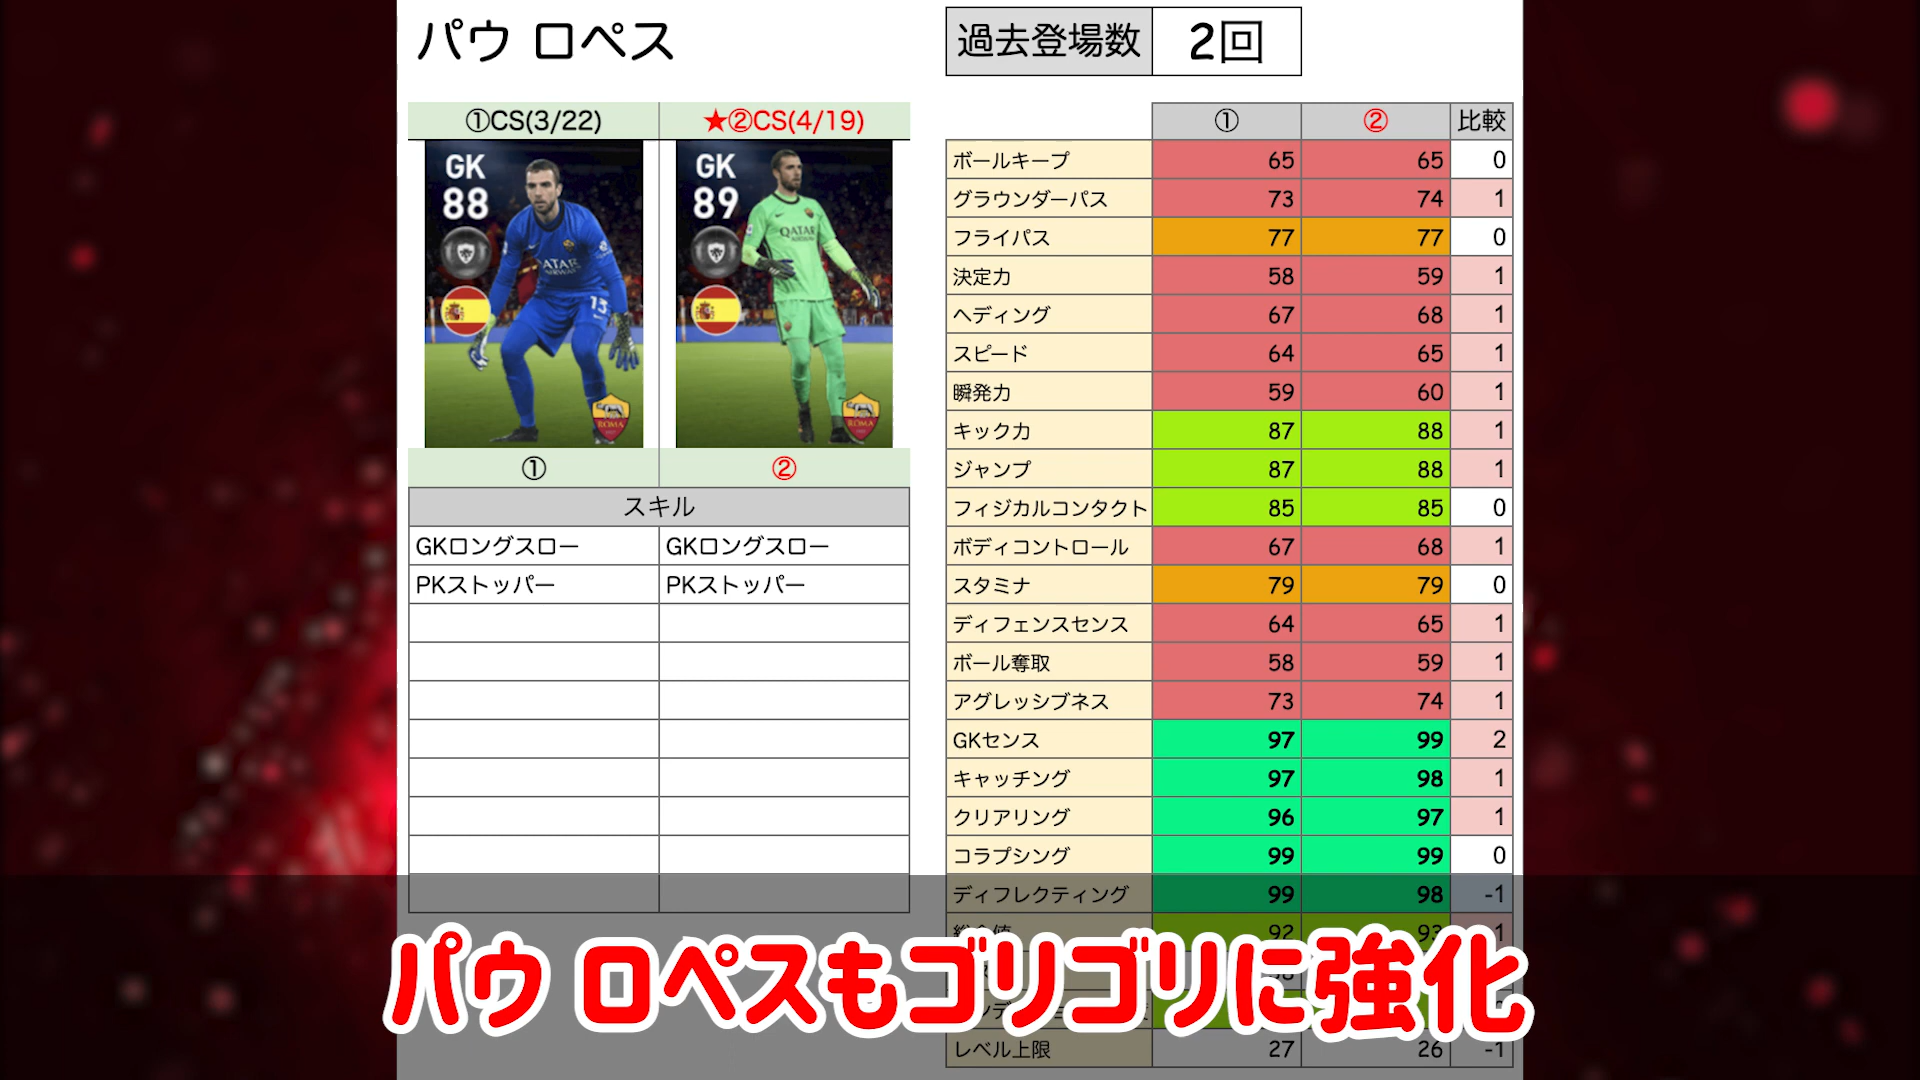 パウ ロペス
過去登場数 2回
①CS(3/22) ★②CS(4/19)
GK 88
QATAR AIRWAYS
13
ROMA
GK 89
QATAR AIRWAYS
ROMA
① ②
スキル
GKロングスロー GKロングスロー
PKストッパー PKストッパー
① ② 比較
ボールキープ 65 65 0
グラウンダーパス 73 74 1
フライパス 77 77 0
決定力 58 59 1
ヘディング 67 68 1
スピード 64 65 1
瞬発力 59 60 1
キック力 87 88 1
ジャンプ 87 88 1
フィジカルコンタクト 85 85 0
ボディコントロール 67 68 1
スタミナ 79 79 0
ディフェンスセンス 64 65 1
ボール奪取 58 59 1
アグレッシブネス 73 74 1
GKセンス 97 99 2
キャッチング 97 98 1
クリアリング 96 97 1
コラプシング 99 99 0
ディフレクティング 99 98 -1
総合値 92 93 1
レベル上限 27 26 -1
パウ ロペスもゴリゴリに強化